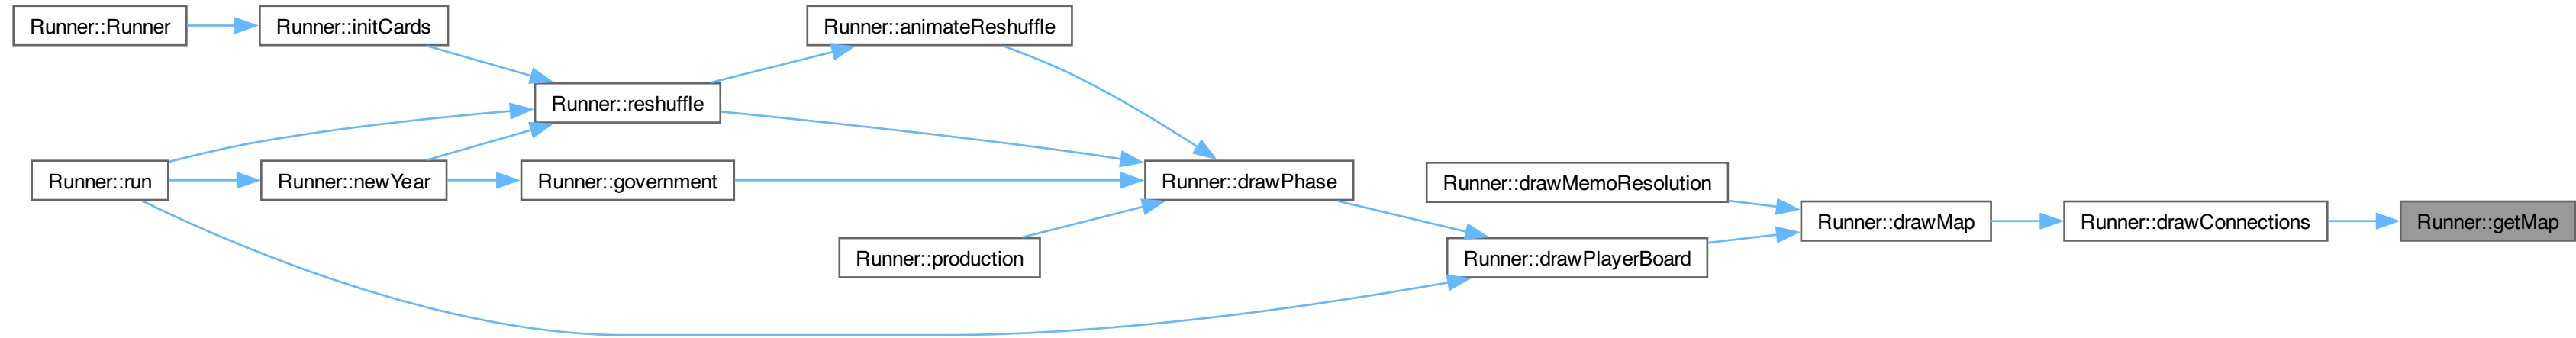 Runner::Runner
Runner::initCards
Runner::animateReshuffle
Runner::reshuffle
Runner::run
Runner::newYear
Runner::government
Runner::drawPhase
Runner::drawMemoResolution
Runner::drawMap
Runner::drawConnections
Runner::getMap
Runner::production
Runner::drawPlayerBoard